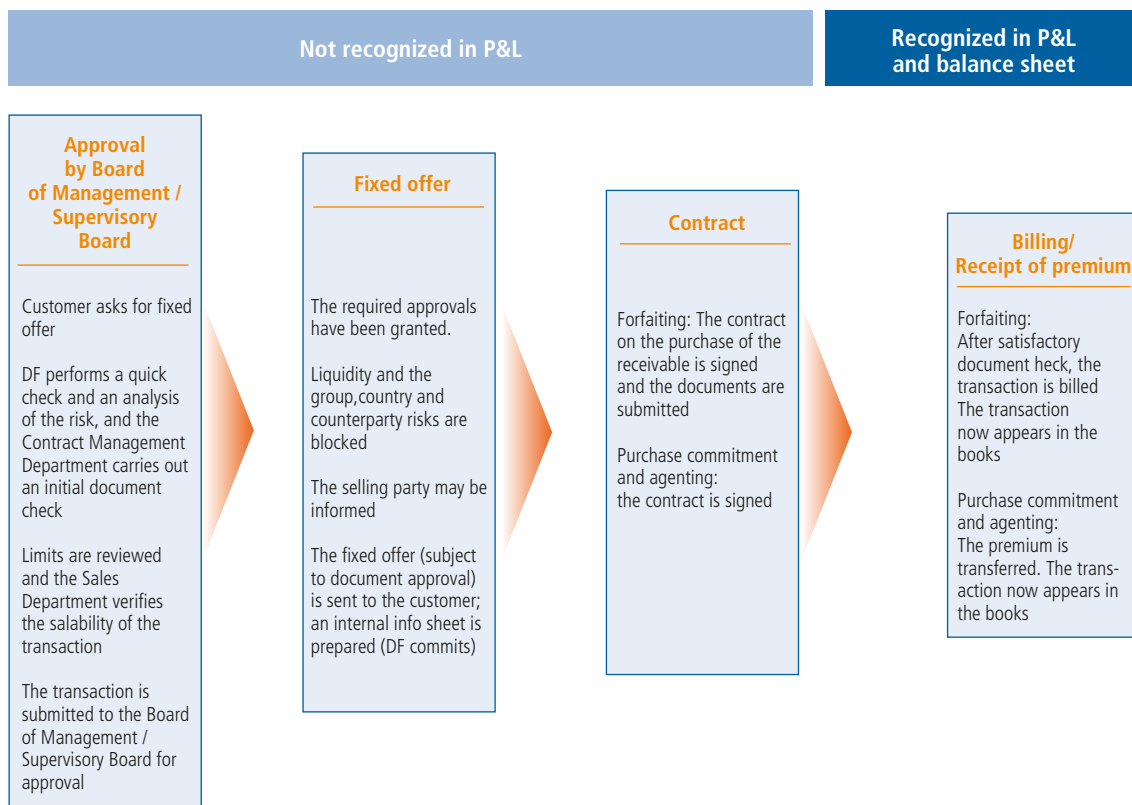 Not recognized in P&L
Recognized in P&L
and balance sheet
Approval
by Board
of Management /
Supervisory
Board
Customer asks for fixed
offer
DF performs a quick
check and an analysis
of the risk, and the
Contract Management
Department carries out
an initial document
check
Limits are reviewed
and the Sales
Department verifies
the salability of the
transaction
The transaction is
submitted to the Board
of Management /
Supervisory Board for
approval
Fixed offer
The required approvals
have been granted.
Liquidity and the
group,country and
counterparty risks are
blocked
The selling party may be
informed
The fixed offer (subject
to document approval)
is sent to the customer;
an internal info sheet is
prepared (DF commits)
Contract
Forfaiting: The contract
on the purchase of the
receivable is signed
and the documents are
submitted
Purchase commitment
and agenting:
the contract is signed
Billing/
Receipt of premium
Forfaiting:
After satisfactory
document heck, the
transaction is billed
The transaction
now appears in the
books
Purchase commitment
and agenting:
The premium is
transferred. The trans-
action now appears in
the books